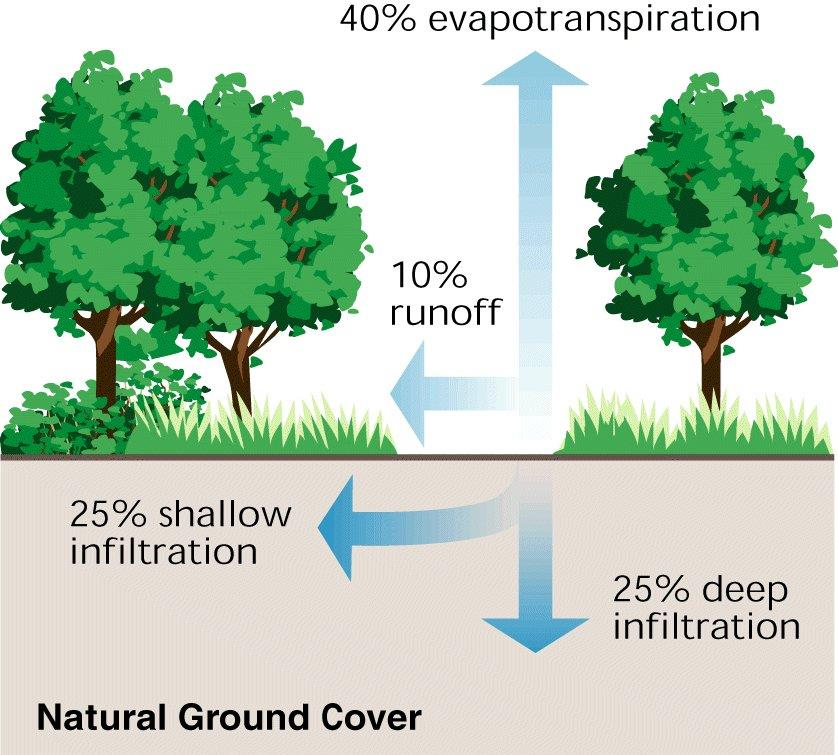 40% evapotranspiration
10%
runoff
25% shallow
infiltration
25% deep
infiltration
Natural Ground Cover